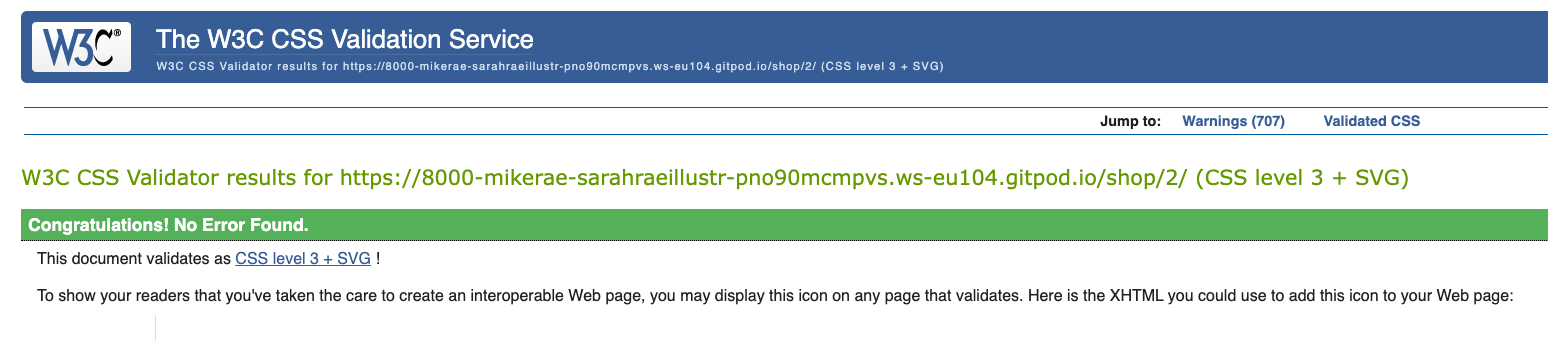 W3C®
The W3C CSS Validation Service
W3C CSS Validator results for https://8000-mikerae-sarahraeillustr-pno90mcmpvs.ws-eu104.gitpod.io/shop/2/ (CSS level 3 + SVG)
Jump to: Warnings (707) Validated CSS
W3C CSS Validator results for https://8000-mikerae-sarahraeillustr-pno90mcmpvs.ws-eu104.gitpod.io/shop/2/ (CSS level 3 + SVG)
Congratulations! No Error Found.
This document validates as CSS level 3 + SVG !
To show your readers that you've taken the care to create an interoperable Web page, you may display this icon on any page that validates. Here is the XHTML you could use to add this icon to your Web page: